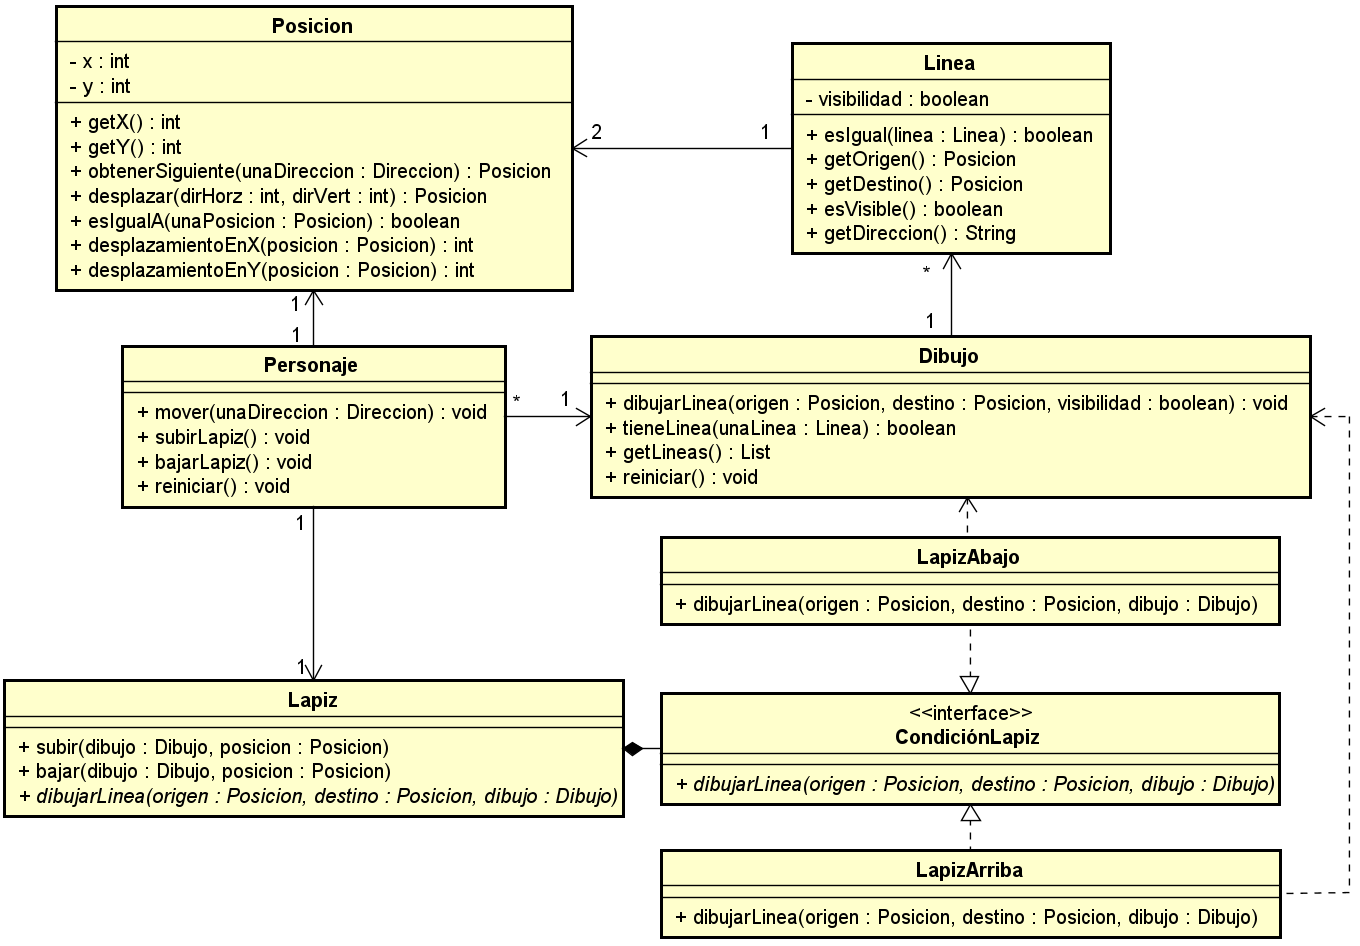 Posicion
- x : int
- y : int
+ getX() : int
+ getY() : int
+ obtenerSiguiente(unaDireccion : Direccion) : Posicion
+ desplazar(dirHorz : int, dirVert : int) : Posicion
+ esIgualA(unaPosicion : Posicion) : boolean
+ desplazamientoEnX(posicion : Posicion) : int
+ desplazamientoEnY(posicion : Posicion) : int
2
1
Linea
- visibilidad : boolean
+ esIgual(linea : Linea) : boolean
+ getOrigen() : Posicion
+ getDestino() : Posicion
+ esVisible() : boolean
+ getDireccion() : String
*
1
1
1
Personaje
+ mover(unaDireccion : Direccion) : void
+ subirLapiz() : void
+ bajarLapiz() : void
+ reiniciar() : void
*
1
Dibujo
+ dibujarLinea(origen : Posicion, destino : Posicion, visibilidad : boolean) : void
+ tieneLinea(unaLinea : Linea) : boolean
+ getLineas() : List
+ reiniciar() : void
1
1
LapizAbajo
+ dibujarLinea(origen : Posicion, destino : Posicion, dibujo : Dibujo)
Lapiz
+ subir(dibujo : Dibujo, posicion : Posicion)
+ bajar(dibujo : Dibujo, posicion : Posicion)
+ dibujarLinea(origen : Posicion, destino : Posicion, dibujo : Dibujo)
<<interface>>
CondiciónLapiz
+ dibujarLinea(origen : Posicion, destino : Posicion, dibujo : Dibujo)
LapizArriba
+ dibujarLinea(origen : Posicion, destino : Posicion, dibujo : Dibujo)